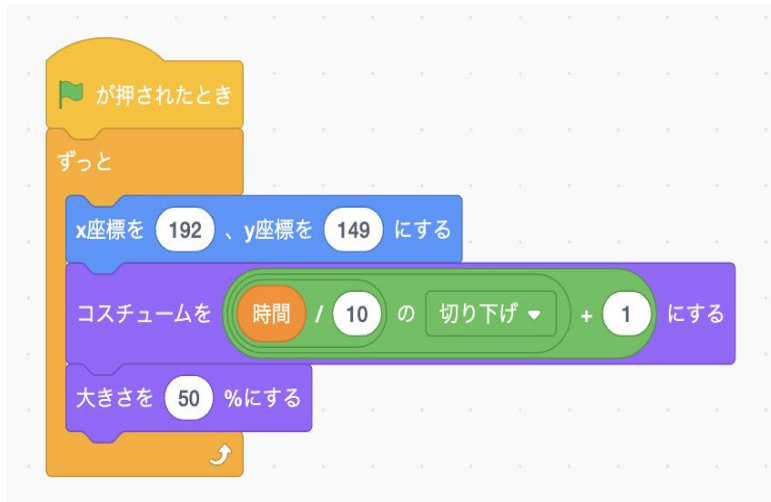 が押されたとき
ずっと
x座標を 192 、y座標を 149 にする
コスチュームを 時間 / 10 の 切り下げ + 1 にする
大きさを 50 %にする